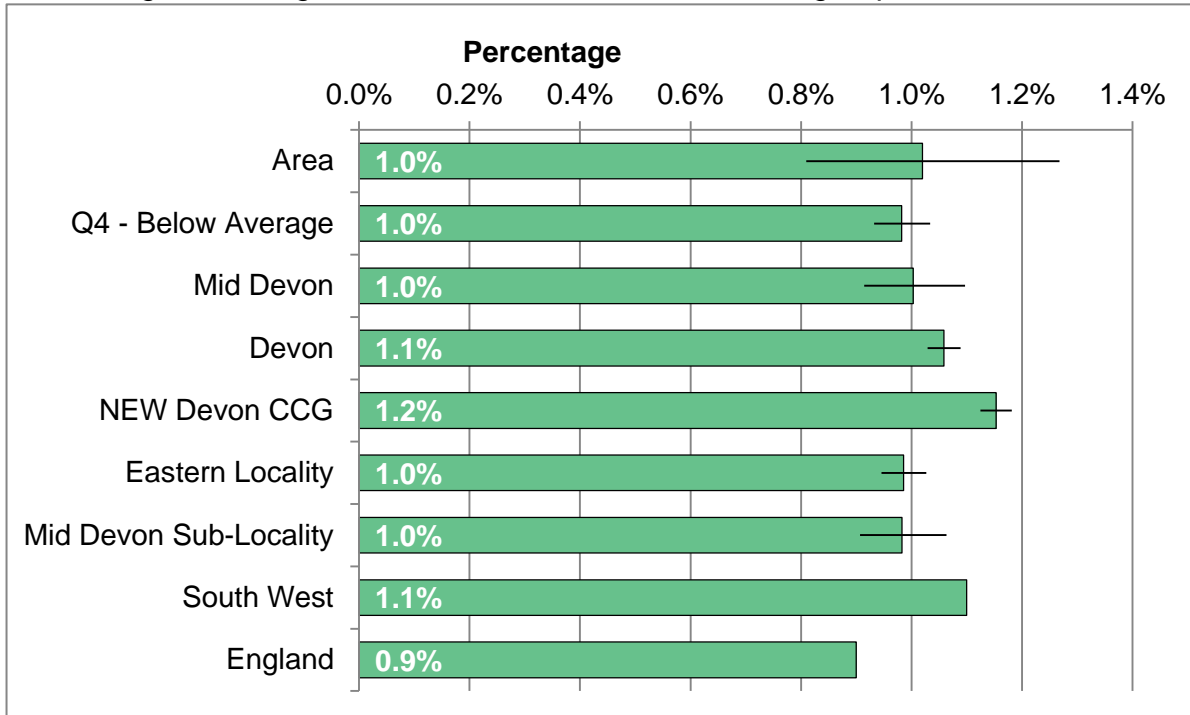 Percentage
0.0% 0.2% 0.4% 0.6% 0.8% 1.0% 1.2% 1.4%
Area 1.0%
Q4 - Below Average 1.0%
Mid Devon 1.0%
Devon 1.1%
NEW Devon CCG 1.2%
Eastern Locality 1.0%
Mid Devon Sub-Locality 1.0%
South West 1.1%
England 0.9%